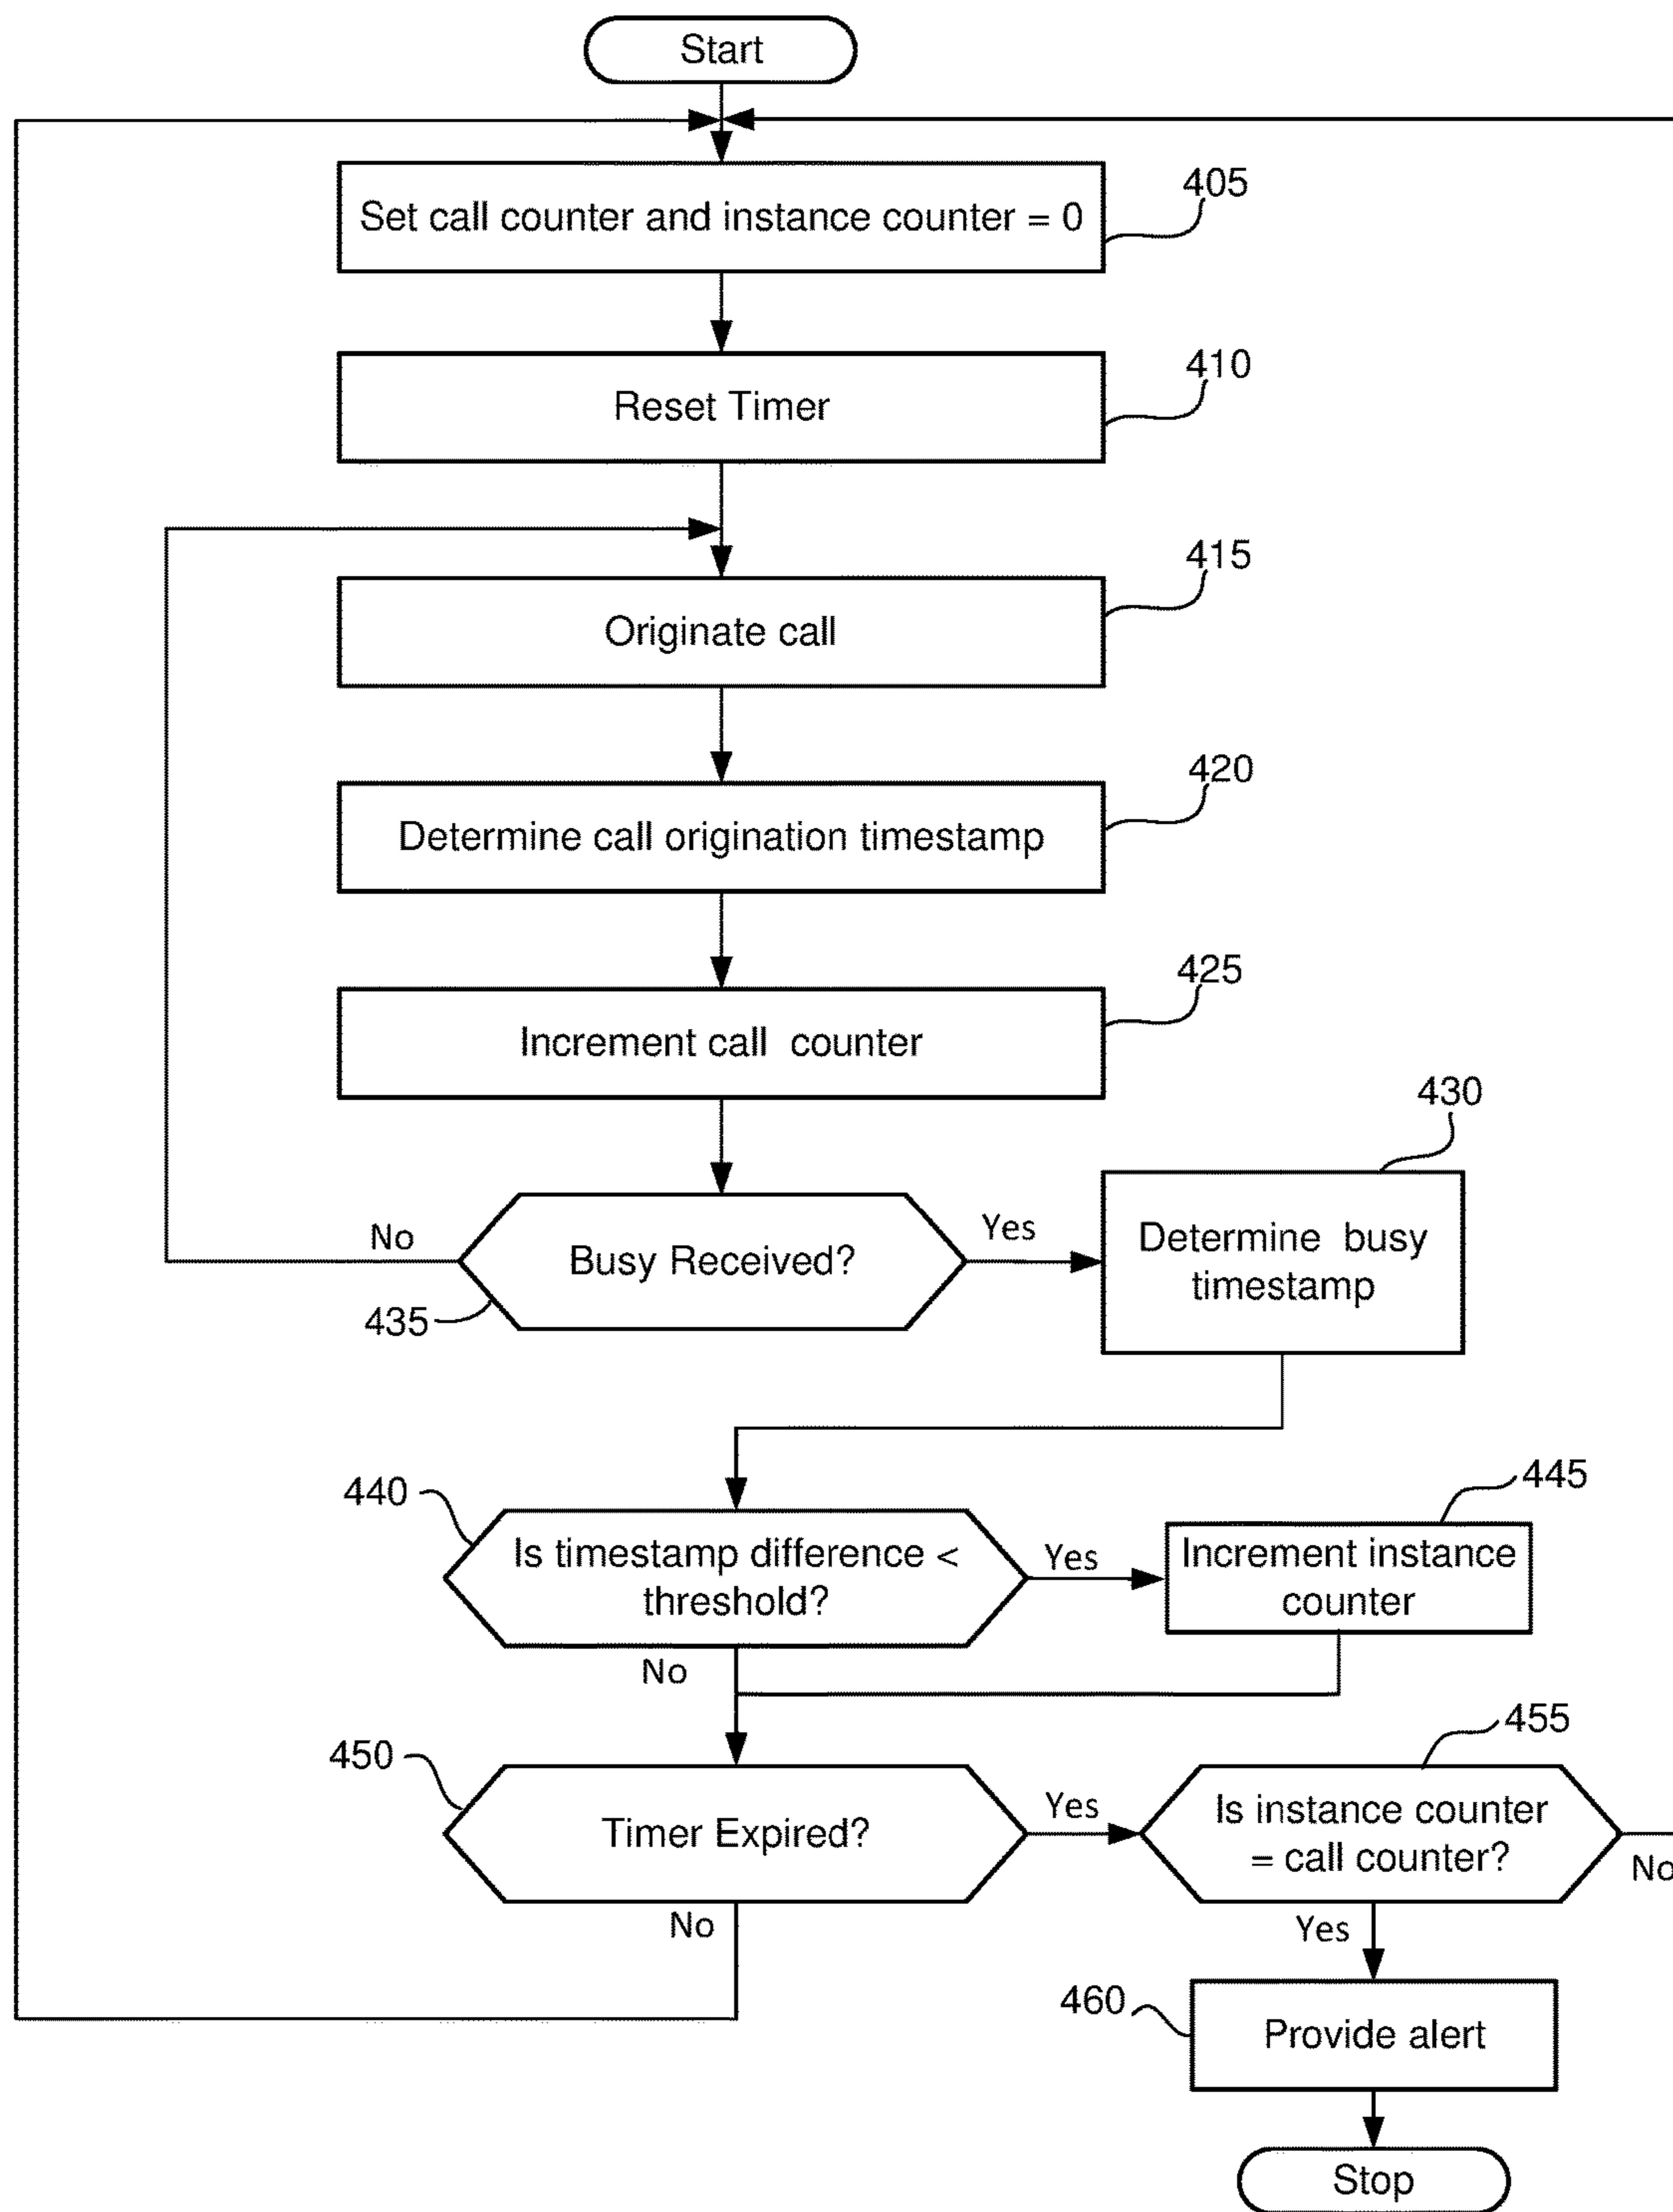 Start
Set call counter and instance counter = 0
405
Reset Timer
410
Originate call
415
Determine call origination timestamp
420
Increment call counter
425
430
Busy Received?
No
Yes
435
Determine busy
timestamp
440
Is timestamp difference <
threshold?
Yes
No
445
Increment instance
counter
450
Timer Expired?
Yes
No
455
Is instance counter
= call counter?
No
Yes
460
Provide alert
Stop